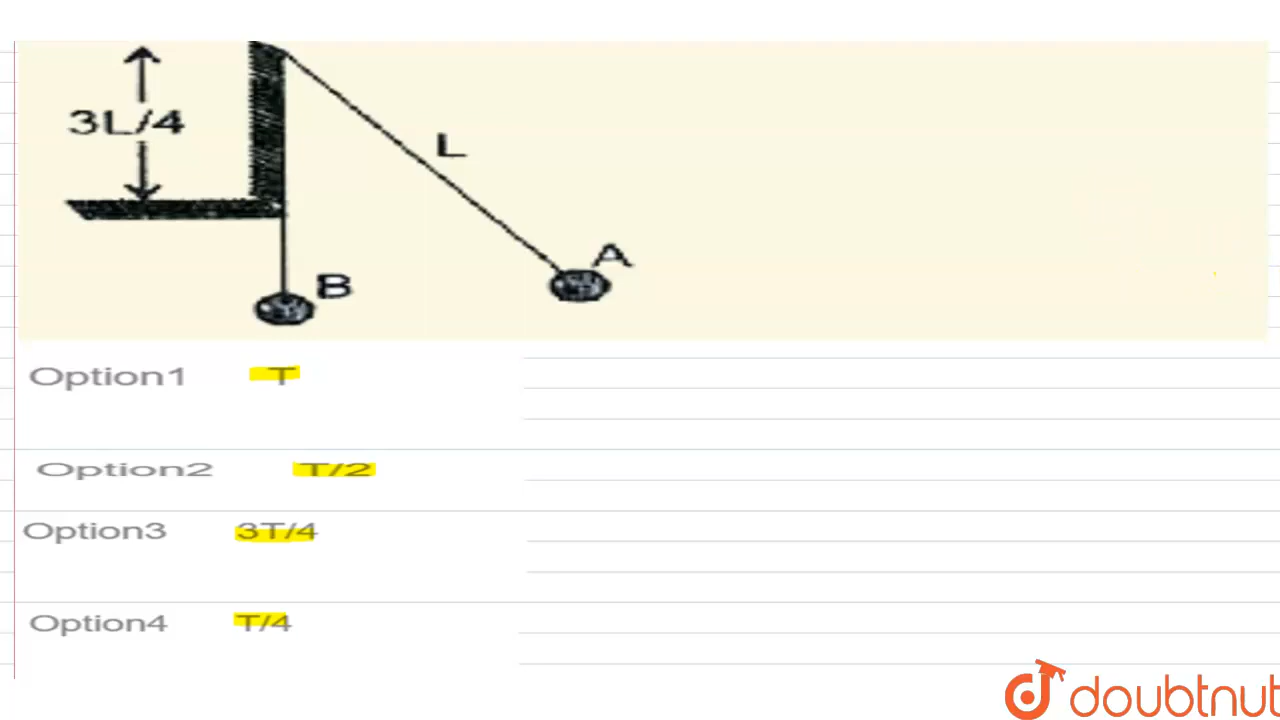 3L/4
L
A
B
Option1 T
Option2 T/2
Option3 3T/4
Option4 T/4
doubtnut